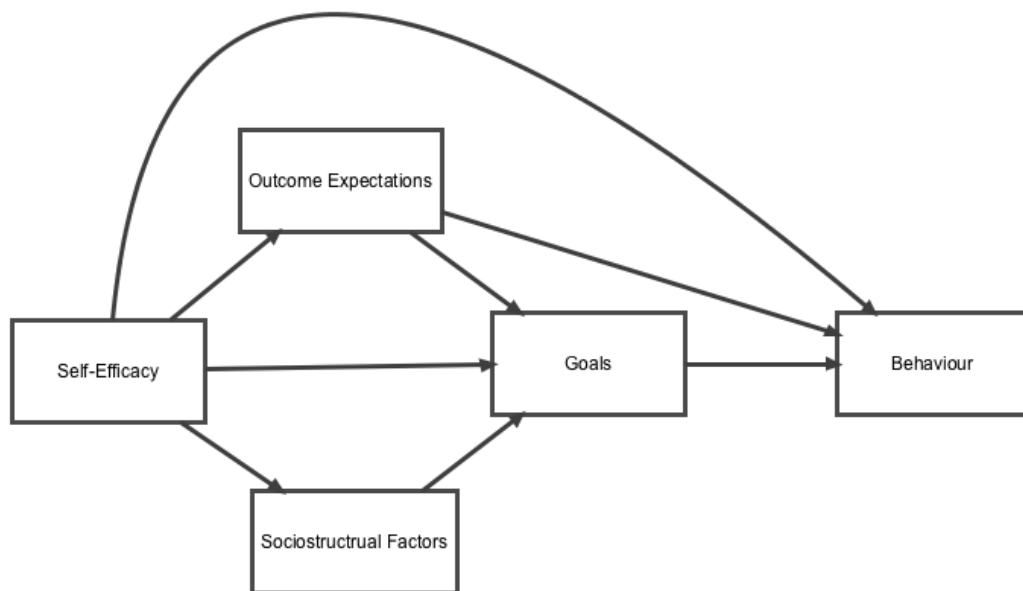 Outcome Expectations
Self-Efficacy
Goals
Behaviour
Sociostructrual Factors